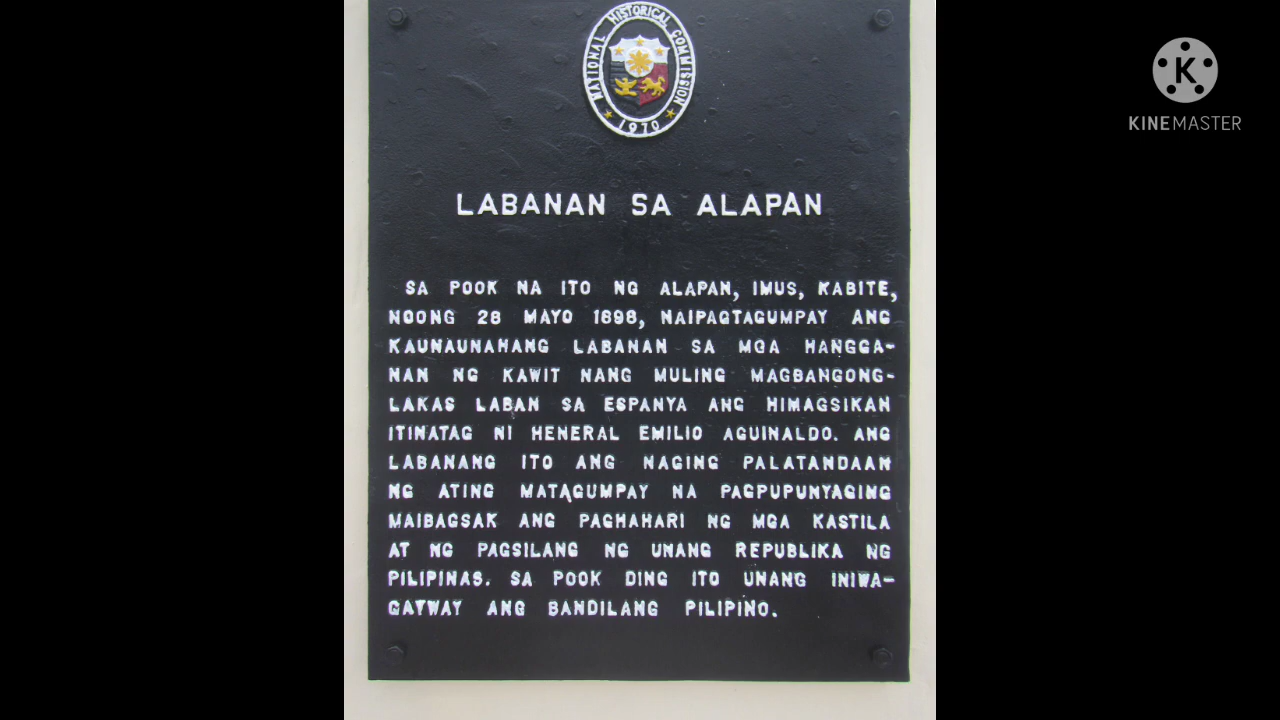 NATIONAL HISTORICAL COMMISSION
1970
LABANAN SA ALAPAN
SA POOK NA ITO NG ALAPAN, IMUS, KABITE,
NOONG 28 MAYO 1898, NAIPAGTAGUMPAY ANG
KAUNAUNAHANG LABANAN SA MGA HANGGA-
NAN NG KAWIT NANG MULING MAGBANGONG-
LAKAS LABAN SA ESPANYA ANG HIMAGSIKAN
ITINATAG NI HENERAL EMILIO AGUINALDO. ANG
LABANANG ITO ANG NAGING PALATANDAAN
NG ATING MATAGUMPAY NA PAGPUPUNYAGING
MAIBAGSAK ANG PAGHAHARI NG MGA KASTILA
AT NG PAGSILANG NG UNANG REPUBLIKA NG
PILIPINAS. SA POOK DING ITO UNANG INIWA-
GAYWAY ANG BANDILANG PILIPINO.
K
KINEMASTER